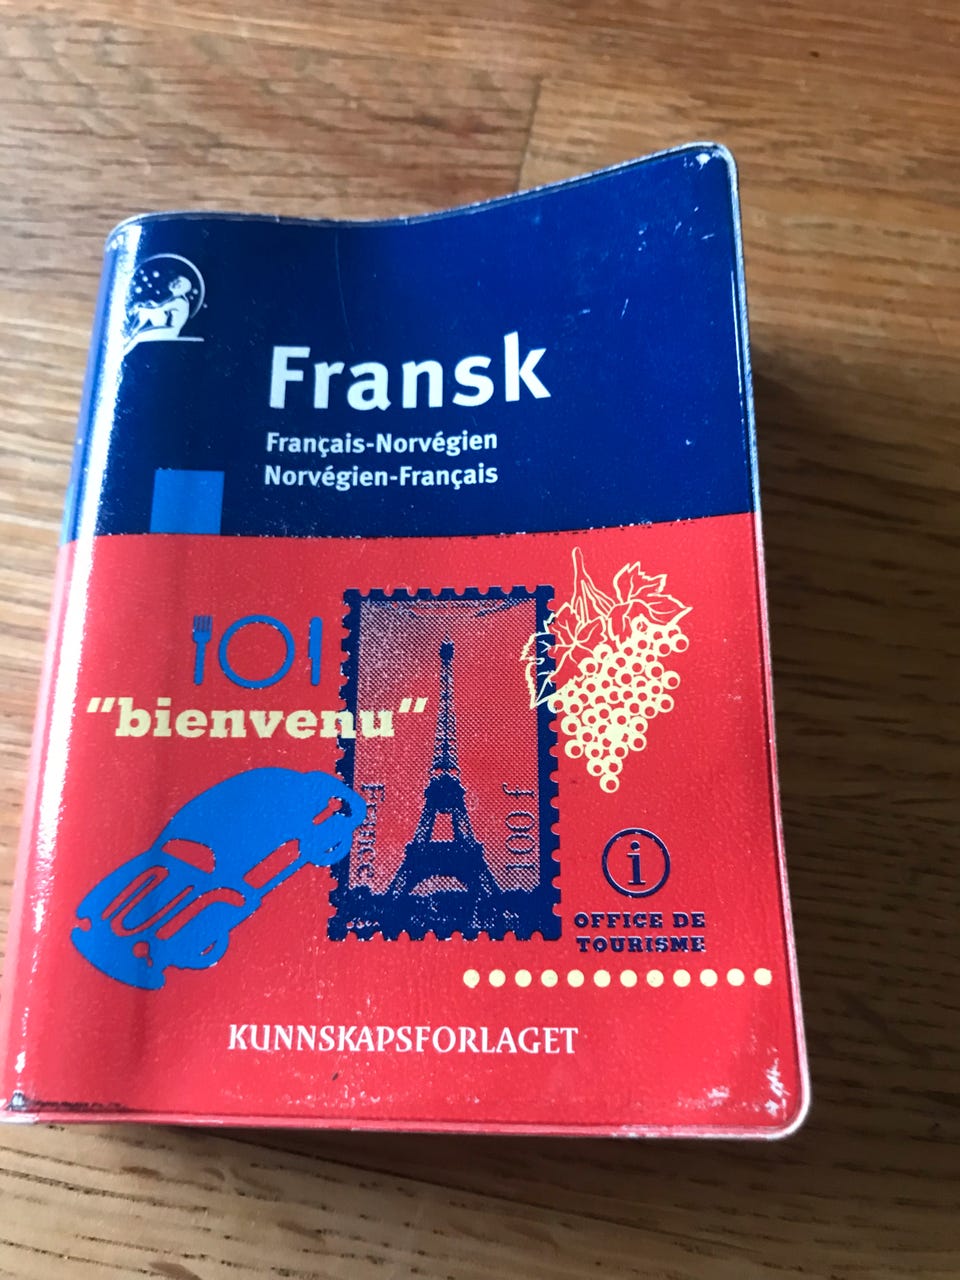 Fransk
Français-Norvégien
Norvégien-Français
"bienvenu"
France
100 f
i
OFFICE DE
TOURISME
KUNNSKAPSFORLAGET